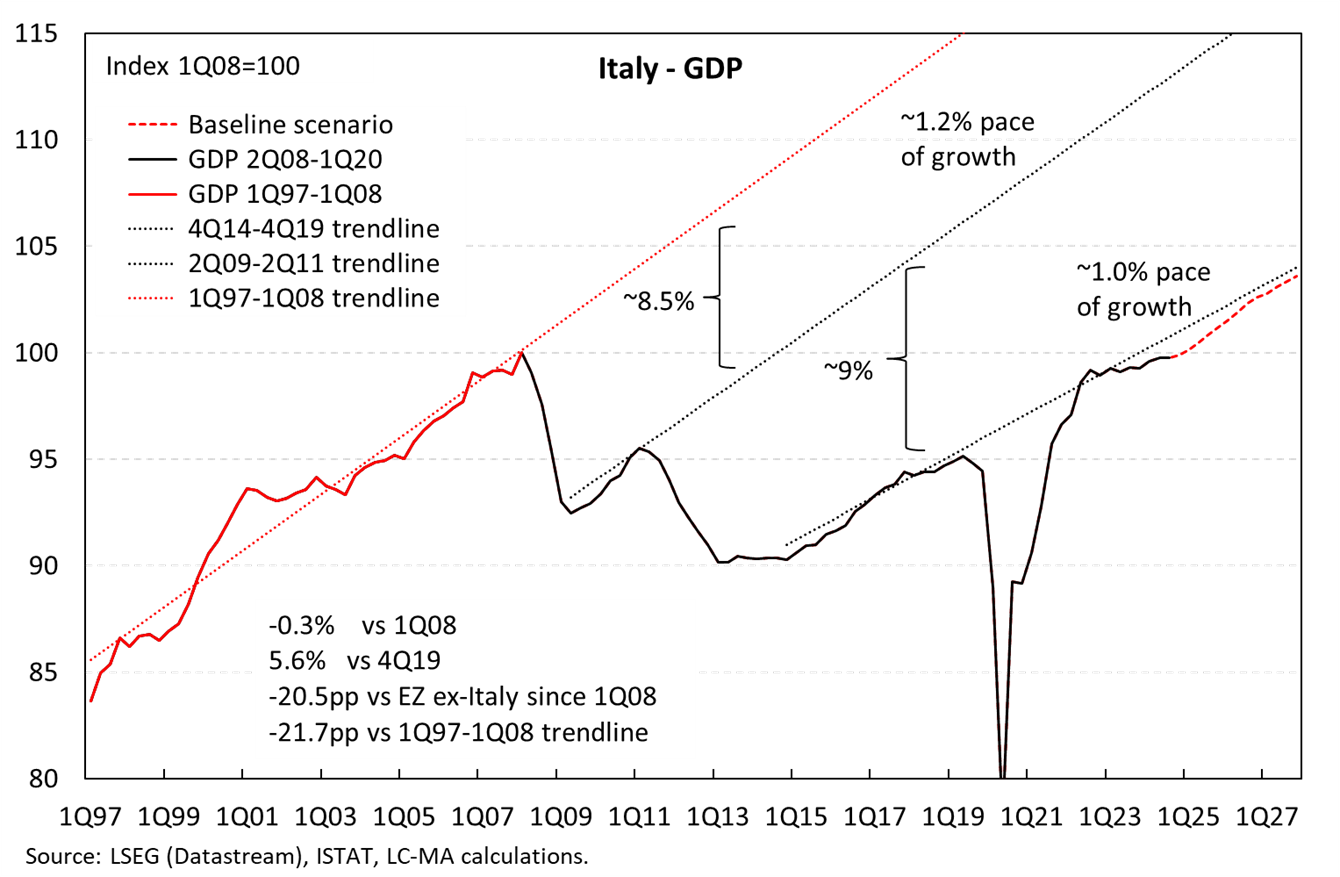 Italy - GDP
Index 1Q08=100
Baseline scenario
GDP 2Q08-1Q20
GDP 1Q97-1Q08
4Q14-4Q19 trendline
2Q09-2Q11 trendline
1Q97-1Q08 trendline
~1.2% pace
of growth
~8.5%
~9%
~1.0% pace
of growth
-0.3% vs 1Q08
5.6% vs 4Q19
-20.5pp vs EZ ex-Italy since 1Q08
-21.7pp vs 1Q97-1Q08 trendline
115
110
105
100
95
90
85
80
1Q97 1Q99 1Q01 1Q03 1Q05 1Q07 1Q09 1Q11 1Q13 1Q15 1Q17 1Q19 1Q21 1Q23 1Q25 1Q27
Source: LSEG (Datastream), ISTAT, LC-MA calculations.